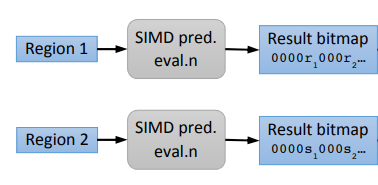 Region 1
SIMD pred.
eval.n
Result bitmap
0000r₁000r₂…
Region 2
SIMD pred.
eval.n
Result bitmap
0000s₁000s₂…